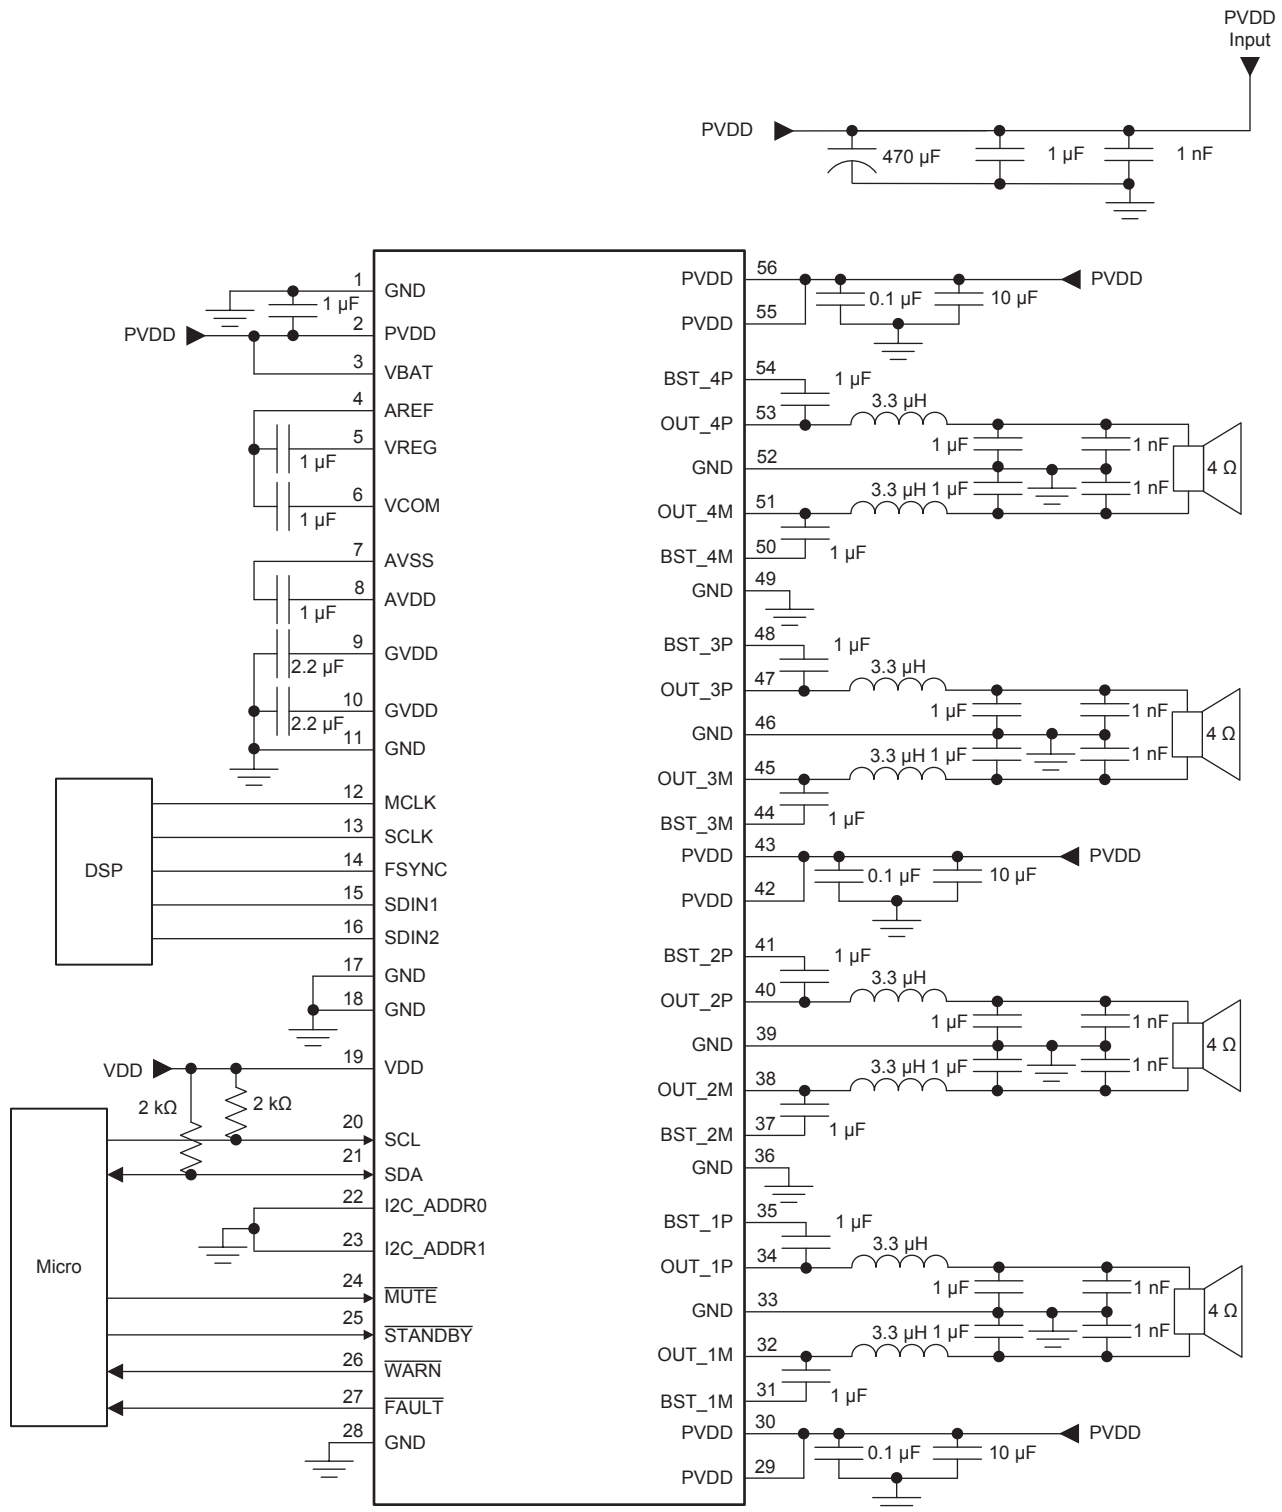 PVDD
Input
PVDD
470 µF
1 µF
1 nF
1
GND
1 µF
PVDD
2
PVDD
3
VBAT
4
AREF
5
VREG
1 µF
6
VCOM
1 µF
7
AVSS
8
AVDD
1 µF
9
GVDD
2.2 µF
10
GVDD
2.2 µF
11
GND
DSP
12
MCLK
13
SCLK
14
FSYNC
15
SDIN1
16
SDIN2
17
GND
18
GND
VDD
19
VDD
2 kΩ
2 kΩ
20
SCL
21
SDA
22
I2C_ADDR0
23
I2C_ADDR1
Micro
24
MUTE
25
STANDBY
26
WARN
27
FAULT
28
GND
PVDD
56
PVDD
0.1 µF
10 µF
PVDD
55
BST_4P
54
1 µF
3.3 µH
OUT_4P
53
1 µF
1 nF
GND
52
4 Ω
3.3 µH
1 µF
1 nF
OUT_4M
51
1 µF
BST_4M
50
GND
49
BST_3P
48
1 µF
3.3 µH
OUT_3P
47
1 µF
1 nF
GND
46
4 Ω
3.3 µH
1 µF
1 nF
OUT_3M
45
1 µF
BST_3M
44
PVDD
43
PVDD
0.1 µF
10 µF
PVDD
42
BST_2P
41
1 µF
3.3 µH
OUT_2P
40
1 µF
1 nF
GND
39
4 Ω
3.3 µH
1 µF
1 nF
OUT_2M
38
1 µF
BST_2M
37
GND
36
BST_1P
35
1 µF
3.3 µH
OUT_1P
34
1 µF
1 nF
GND
33
4 Ω
3.3 µH
1 µF
1 nF
OUT_1M
32
1 µF
BST_1M
31
PVDD
30
PVDD
0.1 µF
10 µF
PVDD
29